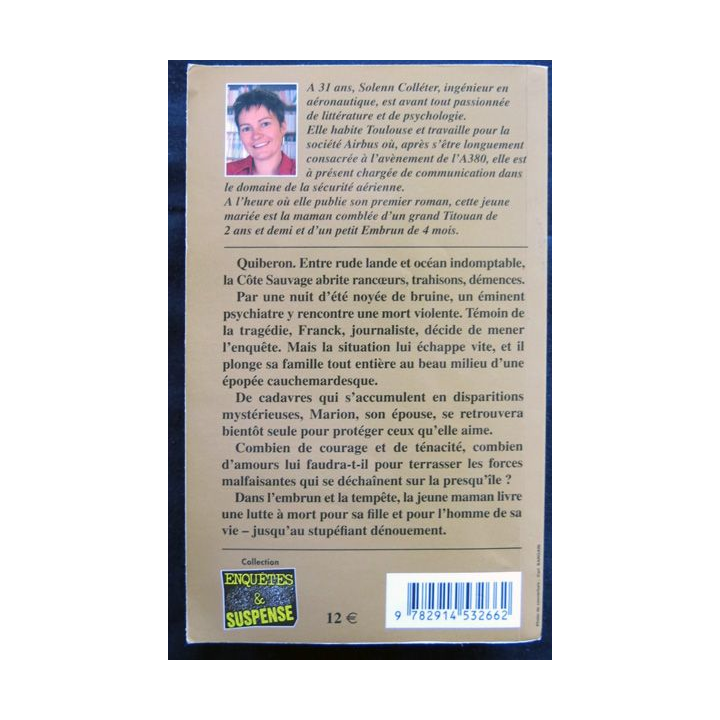 A 31 ans, Solenn Colléter, ingénieur en
aéronautique, est avant tout passionnée
de littérature et de psychologie.
Elle habite Toulouse et travaille pour la
société Airbus où, après s'être longuement
consacrée à l'avènement de l'A380, elle est
à présent chargée de communication dans
le domaine de la sécurité aérienne.
A l'heure où elle publie son premier roman, cette jeune
mariée est la maman comblée d'un grand Titouan de
2 ans et demi et d'un petit Embrun de 4 mois.
Quiberon. Entre rude lande et océan indomptable,
la Côte Sauvage abrite rancœurs, trahisons, démences.
Par une nuit d'été noyée de bruine, un éminent
psychiatre y rencontre une mort violente. Témoin de
la tragédie, Franck, journaliste, décide de mener
l'enquête. Mais la situation lui échappe vite, et il
plonge sa famille tout entière au beau milieu d'une
épopée cauchemardesque.
De cadavres qui s'accumulent en disparitions
mystérieuses, Marion, son épouse, se retrouvera
bientôt seule pour protéger ceux qu'elle aime.
Combien de courage et de ténacité, combien
d'amours lui faudra-t-il pour terrasser les forces
malfaisantes qui se déchaînent sur la presqu'île ?
Dans l'embrun et la tempête, la jeune maman livre
une lutte à mort pour sa fille et pour l'homme de sa
vie – jusqu'au stupéfiant dénouement.
Collection
ENQUÊTES
&
SUSPENSE
12 €
9 782914 532662
Photo de couverture :